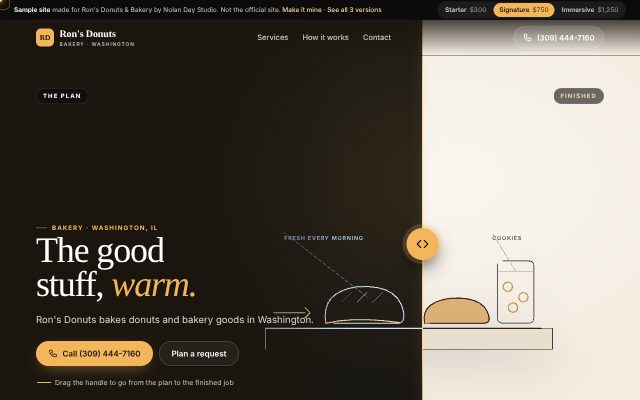 Sample site made for Ron's Donuts & Bakery by Nolan Day Studio. Not the official site. Make it mine · See all 3 versions
Starter $300 Signature $750 Immersive $1,250
RD Ron's Donuts
BAKERY · WASHINGTON
Services How it works Contact
(309) 444-7160
THE PLAN
FINISHED
BAKERY · WASHINGTON, IL
The good
stuff, warm.
FRESH EVERY MORNING
COOKIES
Ron's Donuts bakes donuts and bakery goods in Washington.
Call (309) 444-7160
Plan a request
Drag the handle to go from the plan to the finished job